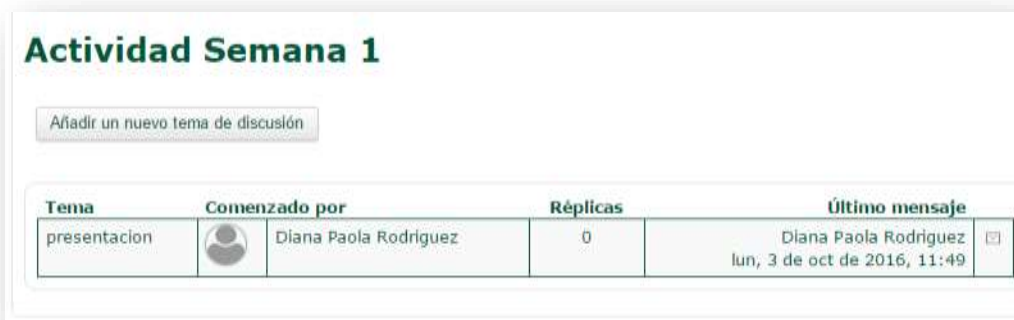 Actividad Semana 1
Añadir un nuevo tema de discusión
Tema Comenzado por Réplicas Último mensaje
presentacion Diana Paola Rodriguez 0 Diana Paola Rodriguez
lun, 3 de oct de 2016, 11:49